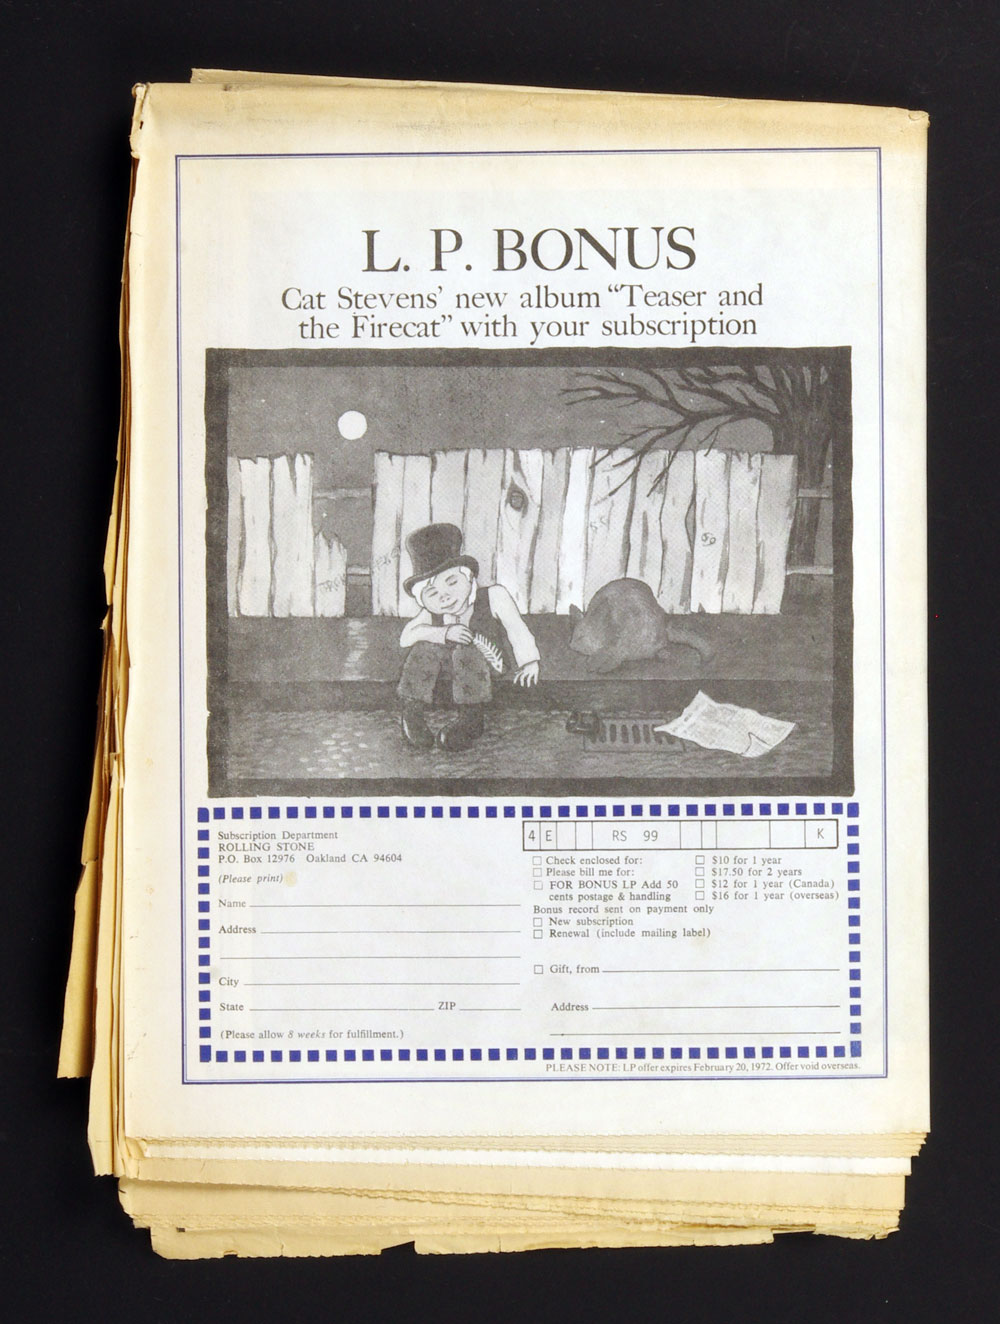 L. P. BONUS
Cat Stevens’ new album “Teaser and
the Firecat” with your subscription
59
Subscription Department
ROLLING STONE
P.O. Box 12976 Oakland CA 94604
(Please print)
Name
Address
City
State ZIP
(Please allow 8 weeks for fulfillment.)
4 E RS 99 K
□ Check enclosed for:
□ Please bill me for:
□ FOR BONUS LP Add 50
cents postage & handling
□ $10 for 1 year
□ $17.50 for 2 years
□ $12 for 1 year (Canada)
□ $16 for 1 year (overseas)
Bonus record sent on payment only
□ New subscription
□ Renewal (include mailing label)
□ Gift, from
Address
PLEASE NOTE: LP offer expires February 20, 1972. Offer void overseas.